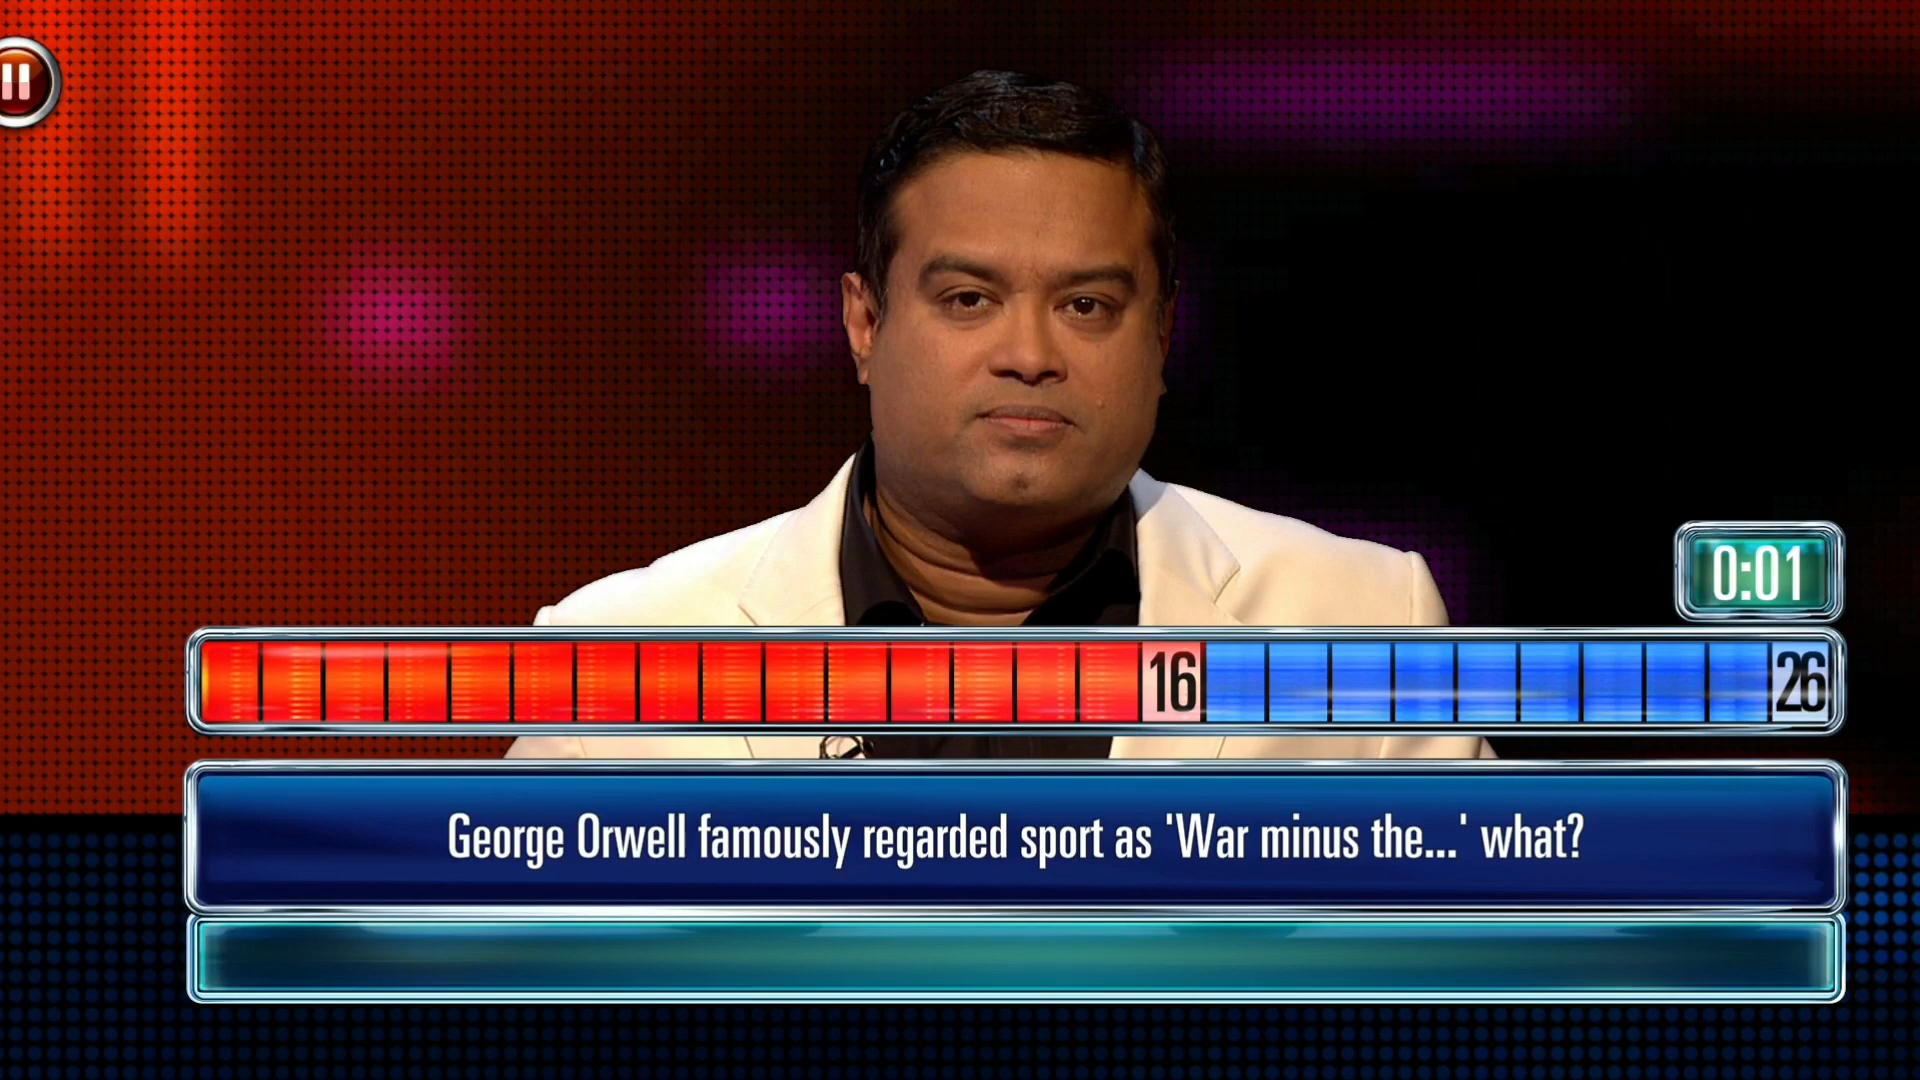 0:01
16
26
George Orwell famously regarded sport as 'War minus the...' what?